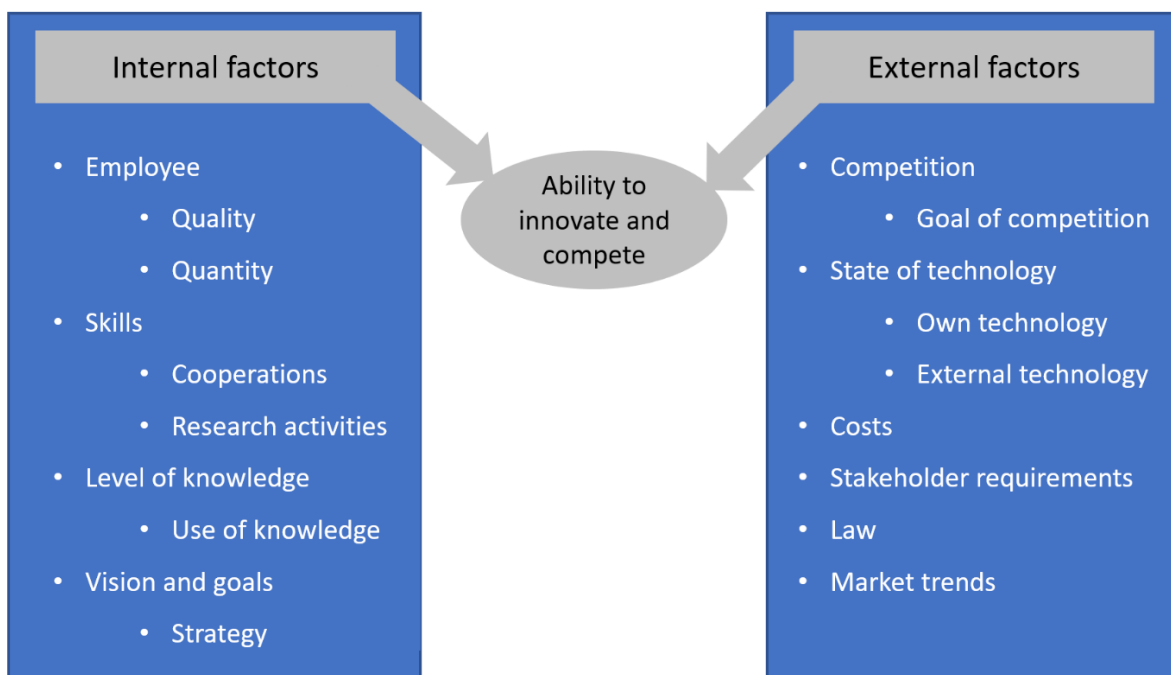 Internal factors
• Employee
• Quality
• Quantity
• Skills
• Cooperations
• Research activities
• Level of knowledge
• Use of knowledge
• Vision and goals
• Strategy
Ability to
innovate and
compete
External factors
• Competition
• Goal of competition
• State of technology
• Own technology
• External technology
• Costs
• Stakeholder requirements
• Law
• Market trends